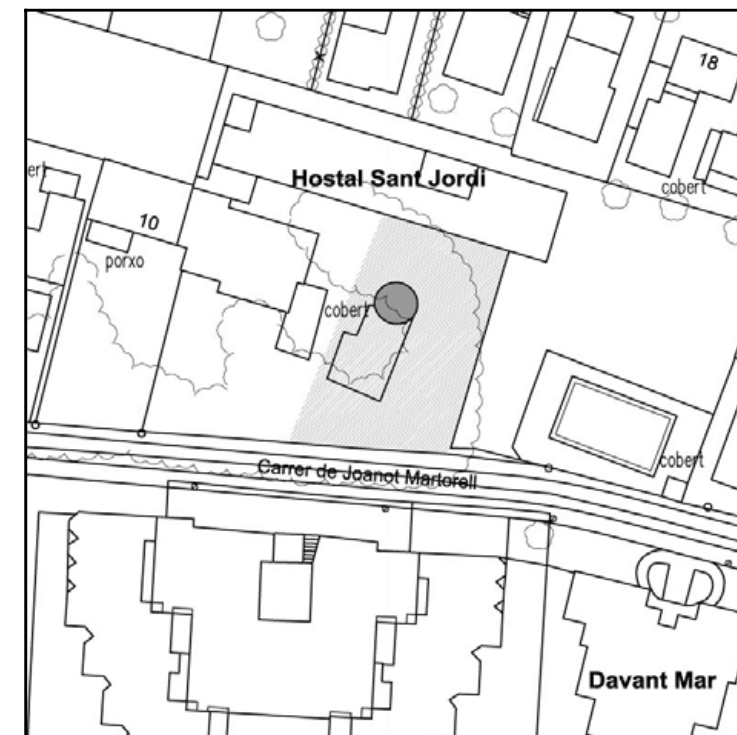 18
Hostal Sant Jordi
cobert
10
porxo
cobert
Carrer de Joanot Martorell
cobert
Davant Mar